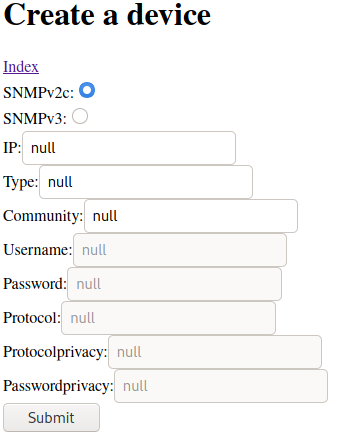 Create a device
Index
SNMPv2c:
SNMPv3:
IP: null
Type: null
Community: null
Username: null
Password: null
Protocol: null
Protocolprivacy: null
Passwordprivacy: null
Submit